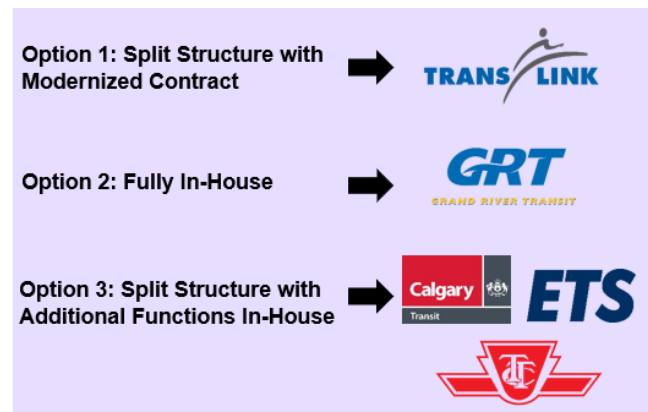 Option 1: Split Structure with
Modernized Contract
TRANS LINK
Option 2: Fully In-House
GRT
GRAND RIVER TRANSIT
Option 3: Split Structure with
Additional Functions In-House
Calgary
Transit
ETS
TTC